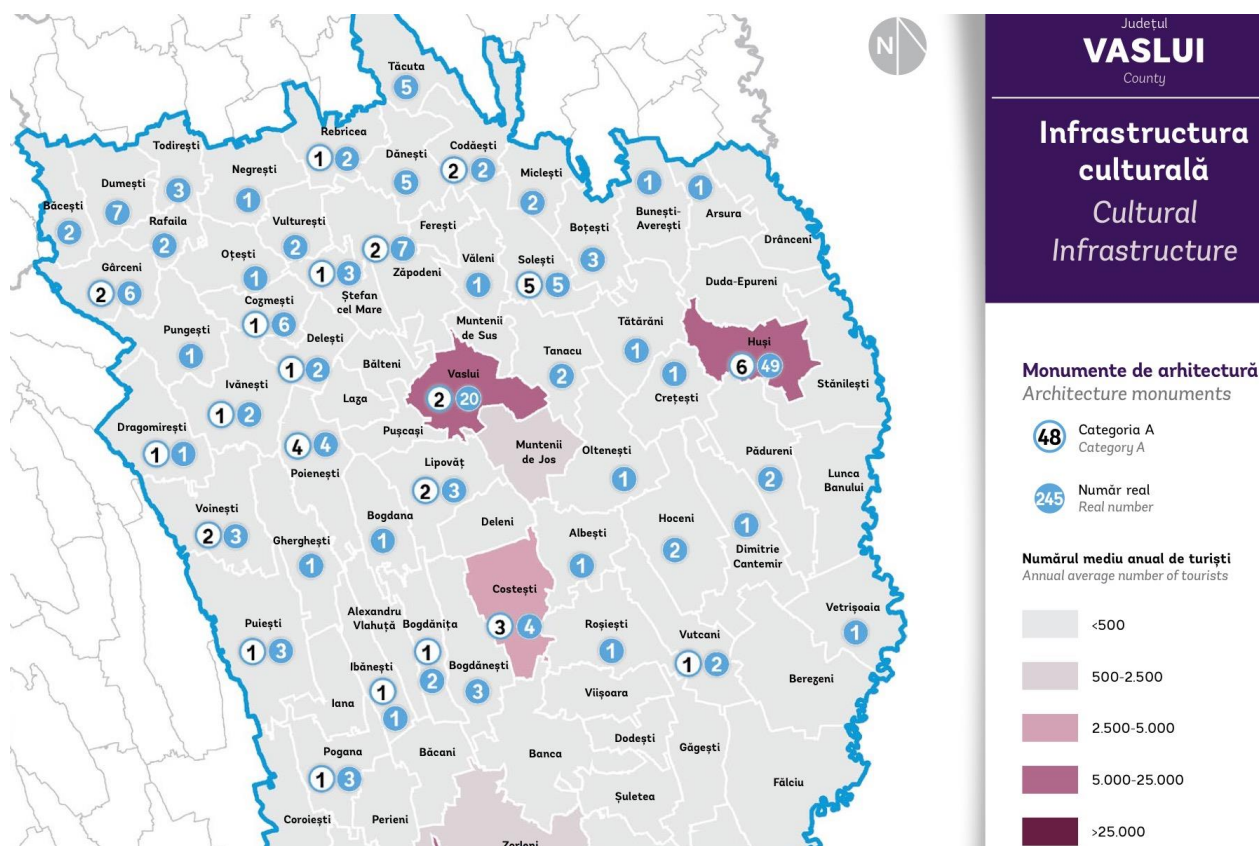 Județul
VASLUI
County
Infrastructura
culturală
Cultural
Infrastructure
Monumente de arhitectură
Architecture monuments
48
Categoria A
Category A
245
Număr real
Real number
Numărul mediu anual de turiști
Annual average number of tourists
<500
500-2.500
2.500-5.000
5.000-25.000
>25.000
N
Tăcuta
5
Rebricea
1 2
Dănești
5
Codăești
2 2
Todirești
3
Negrești
1
Miclești
2
Dumești
7
Băcești
2
Rafaila
2
Vulturești
2
Ferești
Bunești-
Averești
1
Arsura
1
Drânceni
Boțești
3
Gârceni
2 6
Oțești
1
Ștefan
cel Mare
1 3
Zăpodeni
2 7
Văleni
1
Solești
5 5
Duda-Epureni
Cozmești
1 6
Pungești
1
Delești
1 2
Bălteni
Muntenii
de Sus
Tanacu
2
Tătărăni
1
Crețești
1
Huși
6 49
Stănilești
Ivănești
1 2
Laza
Vaslui
2 20
Pușcași
Muntenii
de Jos
Dragomirești
1 1
4 4
Poienești
Lipovăț
2 3
Oltenești
1
Pădureni
2
Lunca
Banului
Voinești
2 3
Gherghești
1
Bogdana
1
Deleni
Albești
1
Hoceni
2
1
Dimitrie
Cantemir
Costești
3 4
Puiești
1 3
Alexandru
Vlahuță
Bogdănița
1
2
Ibănești
1
1
Bogdănești
3
Roșiești
1
Vutcani
1 2
Vetrișoaia
1
Berezeni
Iana
Viișoara
Pogana
1 3
Băcani
Banca
Dodești
Găgești
Fălciu
Șuletea
Coroiești
Perieni
Zorleni